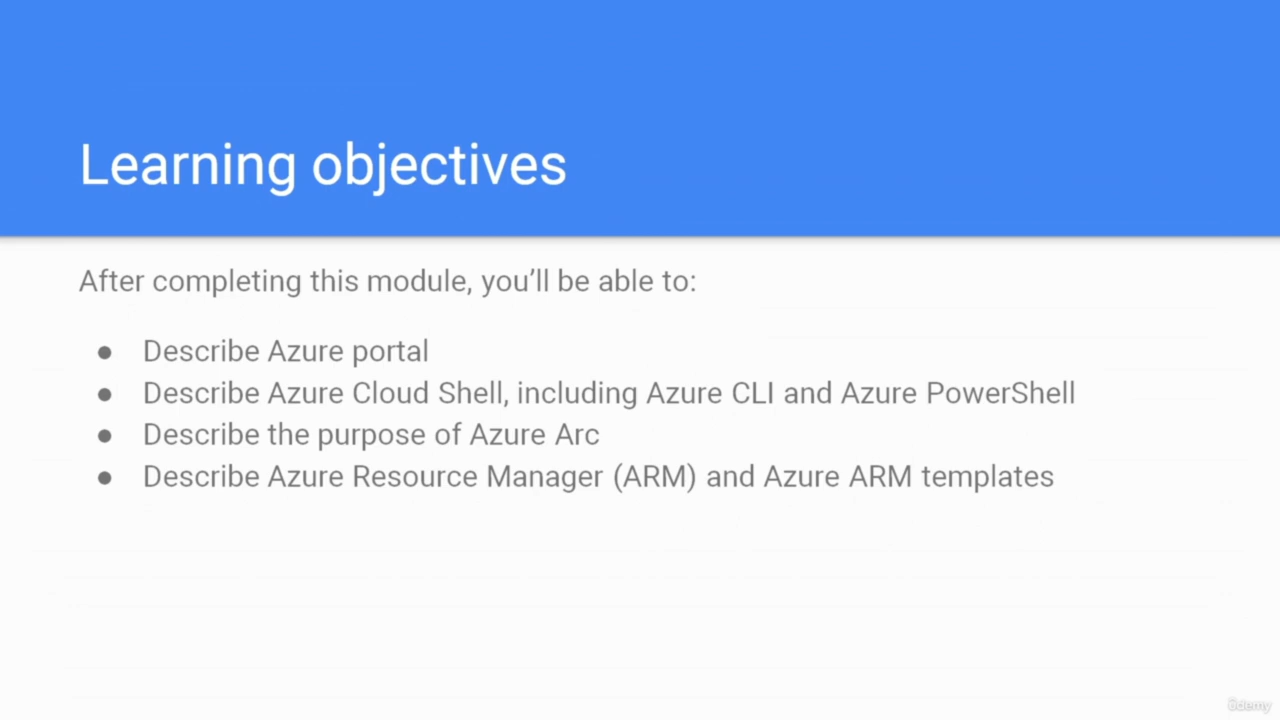 Learning objectives
After completing this module, you’ll be able to:
● Describe Azure portal
● Describe Azure Cloud Shell, including Azure CLI and Azure PowerShell
● Describe the purpose of Azure Arc
● Describe Azure Resource Manager (ARM) and Azure ARM templates
ûdemy